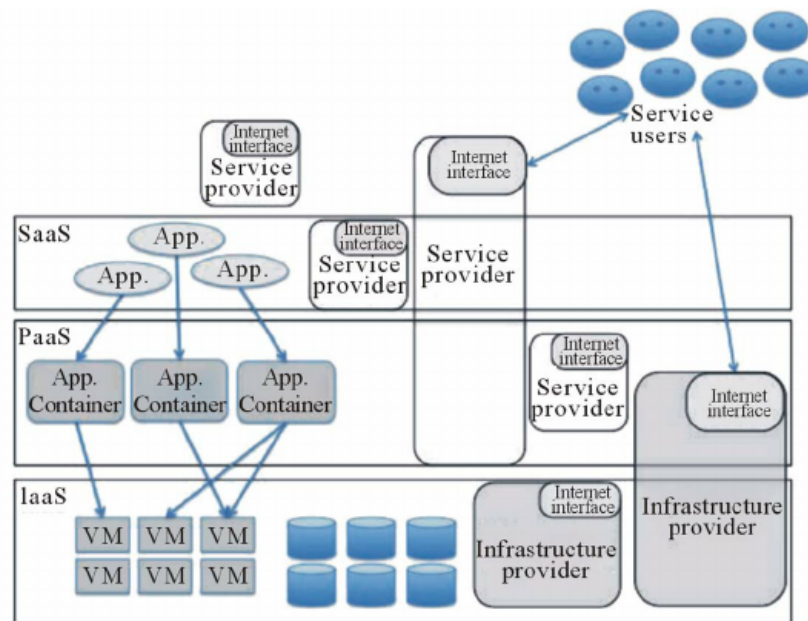 Service
users
Internet
interface
Service
provider
Internet
interface
Service
provider
SaaS
App.
App.
App.
Internet
interface
Service
provider
PaaS
App.
Container
App.
Container
App.
Container
Internet
interface
Service
provider
Internet
interface
Infrastructure
provider
IaaS
VM
VM
VM
VM
VM
VM
Internet
interface
Infrastructure
provider